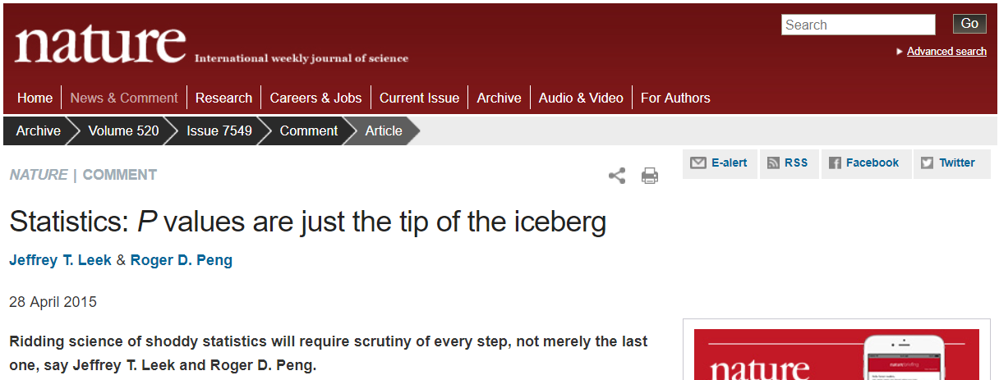 nature International weekly journal of science
Search
Go
Advanced search
Home News & Comment Research Careers & Jobs Current Issue Archive Audio & Video For Authors
Archive Volume 520 Issue 7549 Comment Article
NATURE | COMMENT
E-alert RSS Facebook Twitter
Statistics: P values are just the tip of the iceberg
Jeffrey T. Leek & Roger D. Peng
28 April 2015
Ridding science of shoddy statistics will require scrutiny of every step, not merely the last
one, say Jeffrey T. Leek and Roger D. Peng.
nature